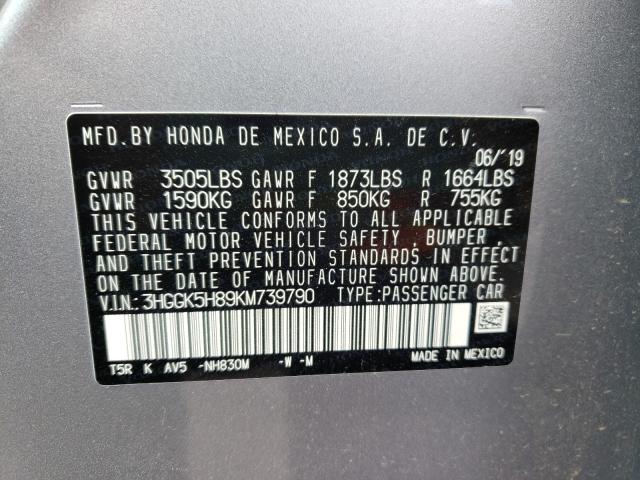 MFD.BY HONDA DE MEXICO S.A. DE C.V.
06/'19
GVWR 3505LBS GAWR F 1873LBS R 1664LBS
GVWR 1590KG GAWR F 850KG R 755KG
THIS VEHICLE CONFORMS TO ALL APPLICABLE
FEDERAL MOTOR VEHICLE SAFETY , BUMPER ,
AND THEFT PREVENTION STANDARDS IN EFFECT
ON THE DATE OF MANUFACTURE SHOWN ABOVE.
V.I.N: 3HGGK5H89KM739790 TYPE:PASSENGER CAR
T5R K AV5 -NH830M -W -M MADE IN MEXICO